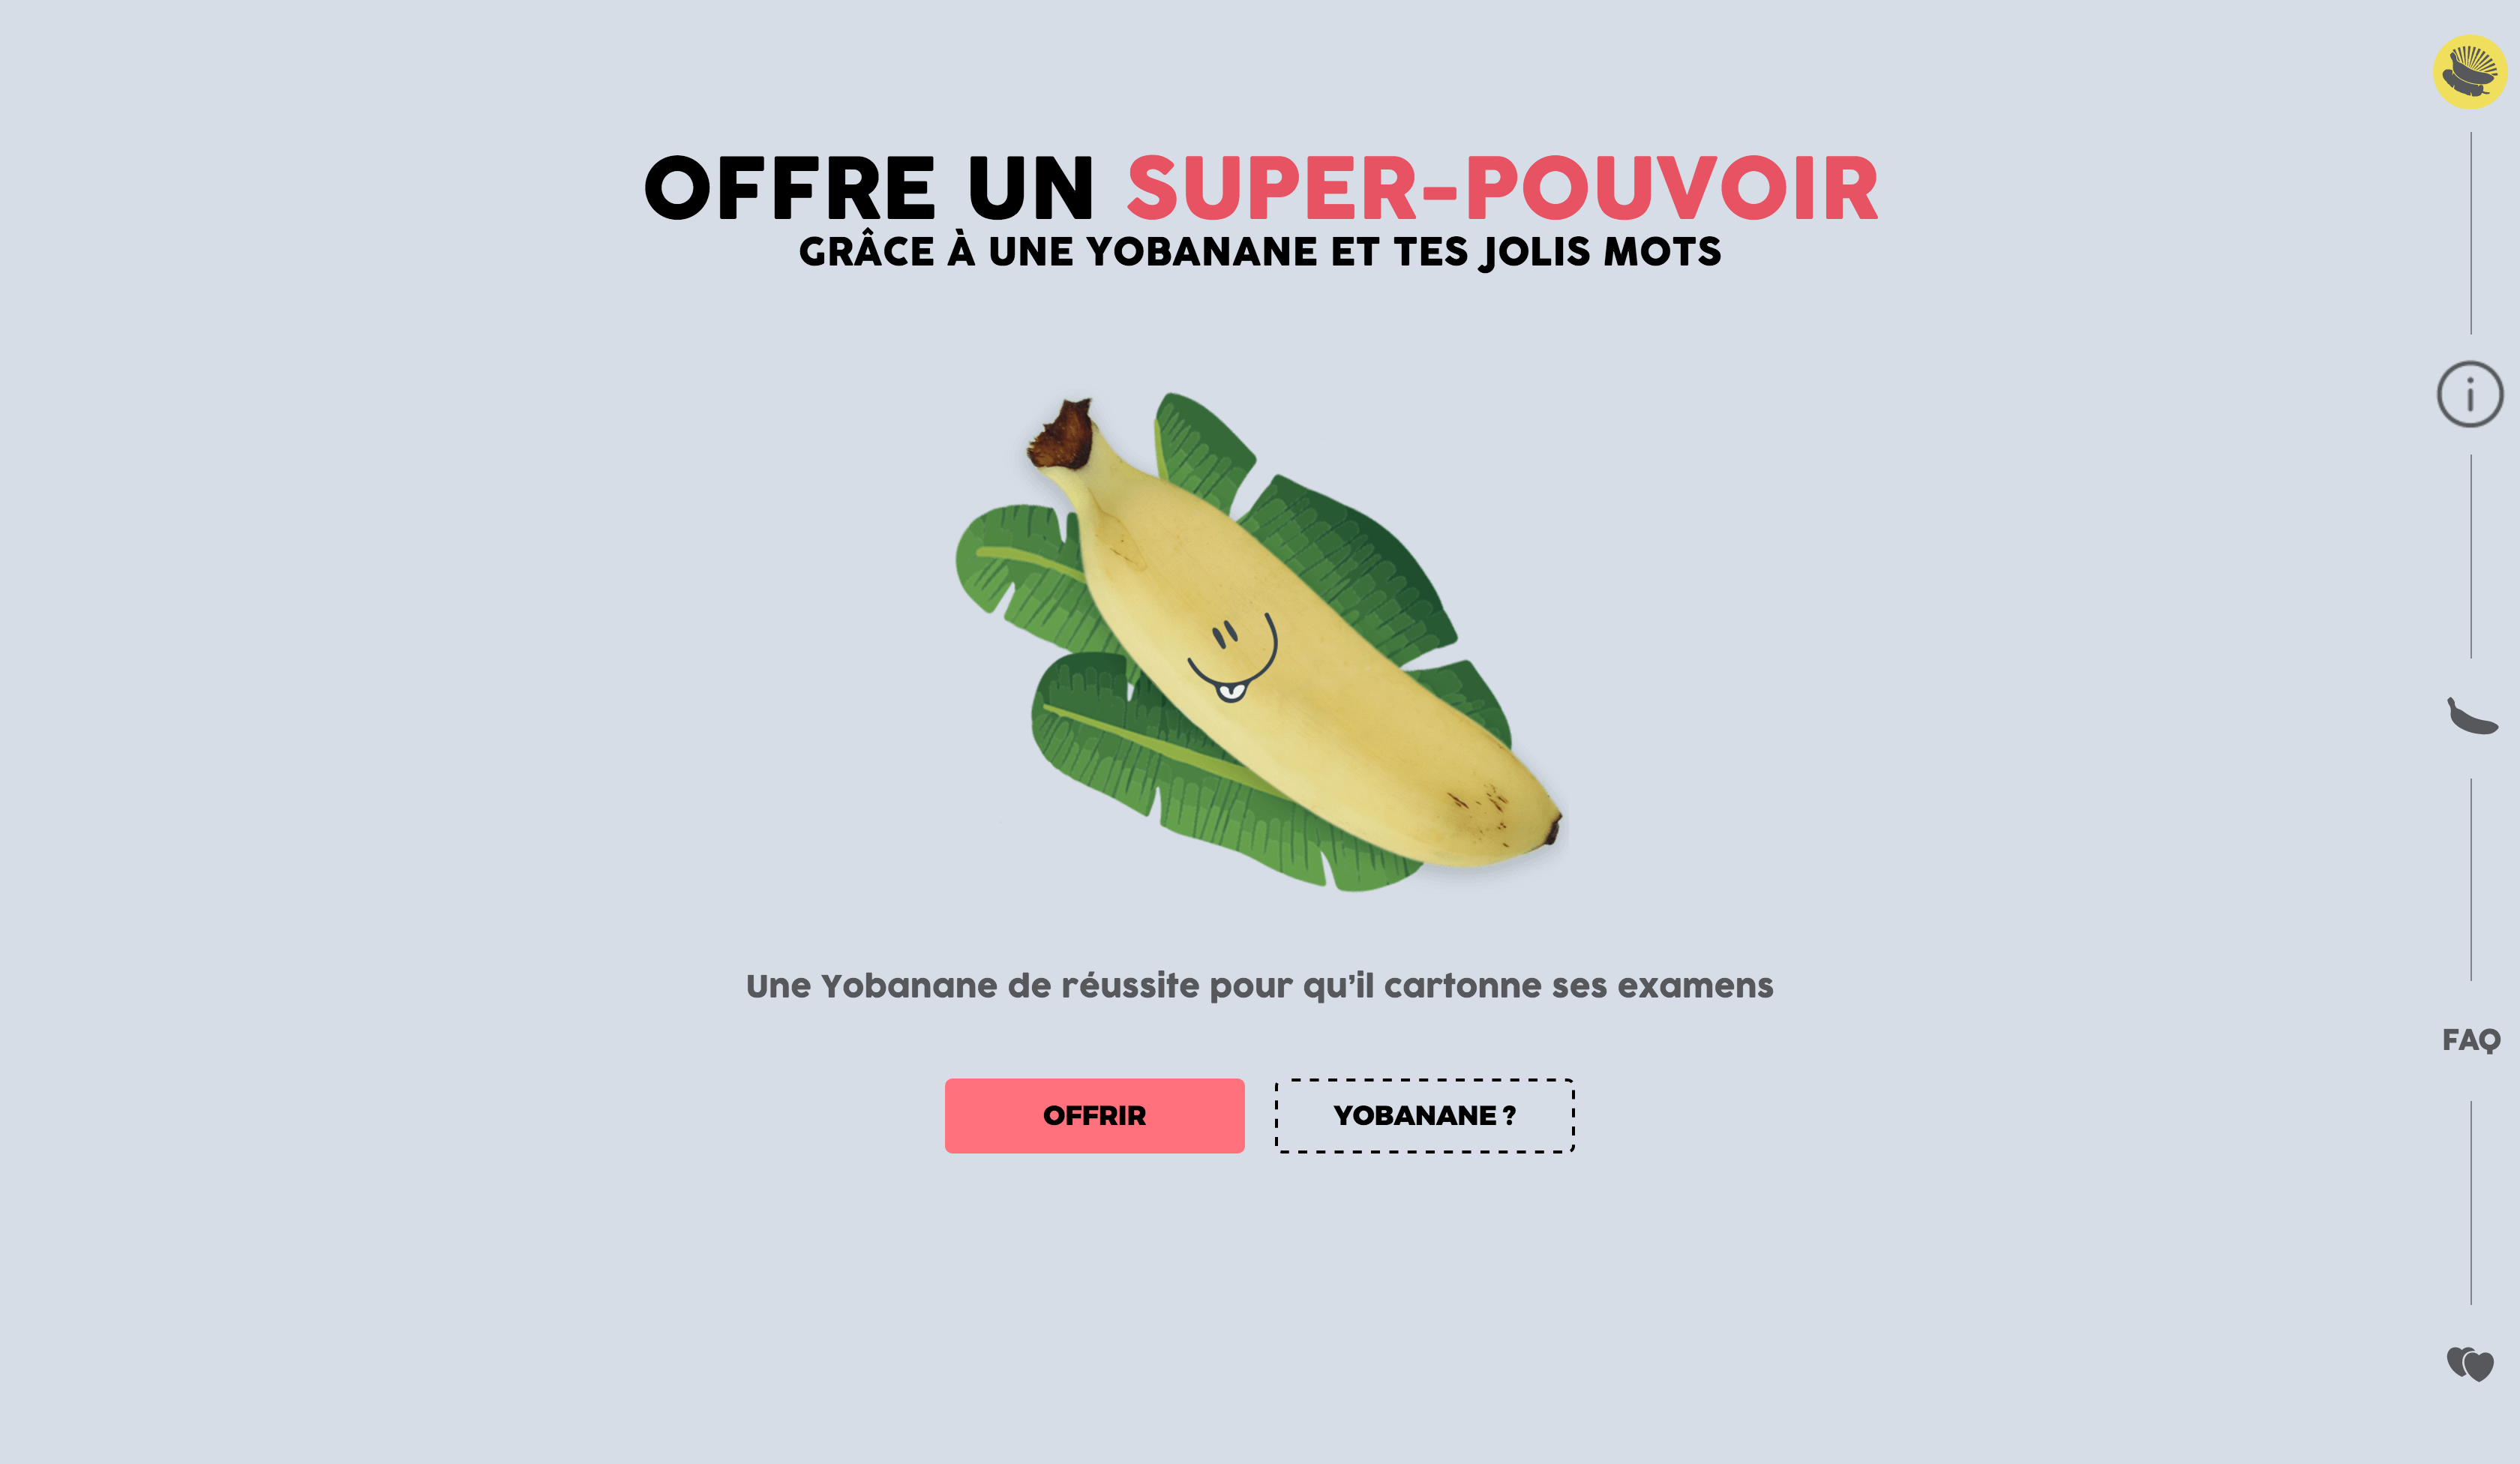 OFFRE UN SUPER-POUVOIR
GRÂCE À UNE YOBANANE ET TES JOLIS MOTS
Une Yobanane de réussite pour qu'il cartonne ses examens
OFFRIR
YOBANANE ?
FAQ